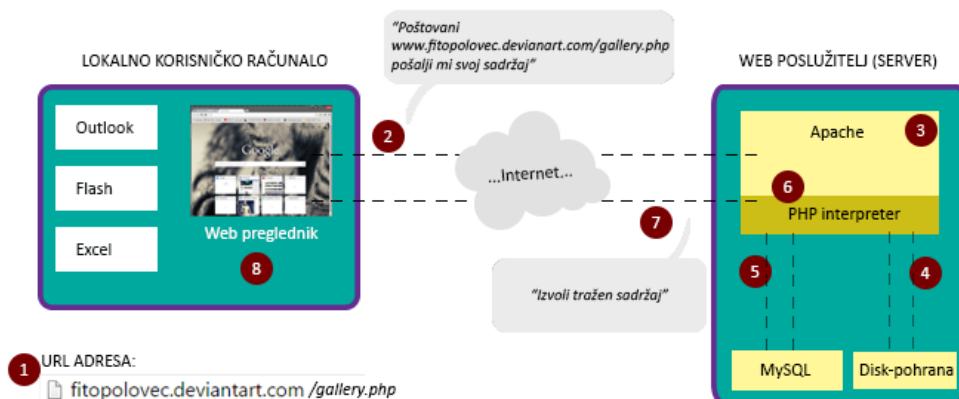 LOKALNO KORISNIČKO RAČUNALO
“Poštovani
www.fitopolovec.devianart.com/gallery.php
pošalji mi svoj sadržaj”
WEB POSLUŽITELJ (SERVER)
Outlook
Flash
Excel
Google
Web preglednik
8
2
...Internet...
7
“Izvoli tražen sadržaj”
Apache
3
6
PHP interpreter
5
4
MySQL
Disk-pohrana
1
URL ADRESA:
fitopolovec.deviantart.com /gallery.php